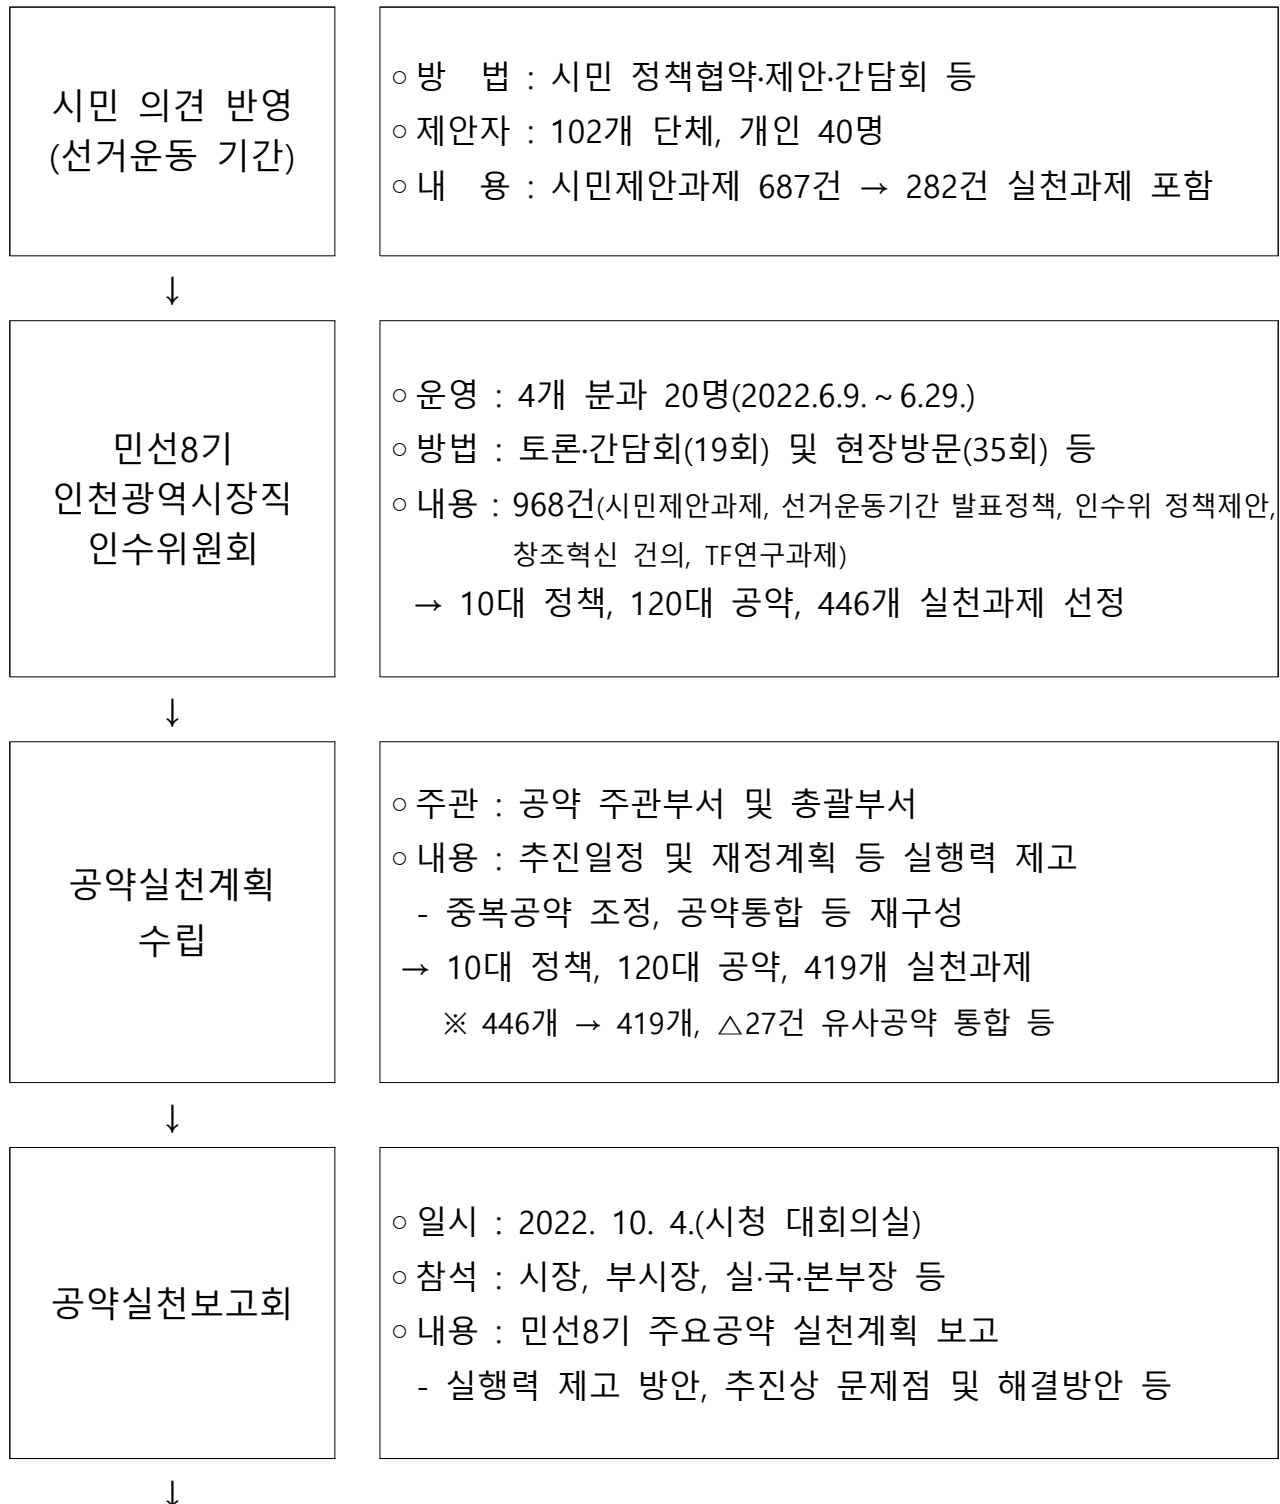 시민 의견 반영
(선거운동 기간)
○ 방 법 : 시민 정책협약·제안·간담회 등
○ 제안자 : 102개 단체, 개인 40명
○ 내 용 : 시민제안과제 687건 → 282건 실천과제 포함
↓
민선8기
인천광역시장직
인수위원회
○ 운영 : 4개 분과 20명(2022.6.9.~6.29.)
○ 방법 : 토론·간담회(19회) 및 현장방문(35회) 등
○ 내용 : 968건(시민제안과제, 선거운동기간 발표정책, 인수위 정책제안,
창조혁신 건의, TF연구과제)
→ 10대 정책, 120대 공약, 446개 실천과제 선정
↓
공약실천계획
수립
○ 주관 : 공약 주관부서 및 총괄부서
○ 내용 : 추진일정 및 재정계획 등 실행력 제고
- 중복공약 조정, 공약통합 등 재구성
→ 10대 정책, 120대 공약, 419개 실천과제
※ 446개 → 419개, △27건 유사공약 통합 등
↓
공약실천보고회
○ 일시 : 2022. 10. 4.(시청 대회의실)
○ 참석 : 시장, 부시장, 실·국·본부장 등
○ 내용 : 민선8기 주요공약 실천계획 보고
- 실행력 제고 방안, 추진상 문제점 및 해결방안 등
↓